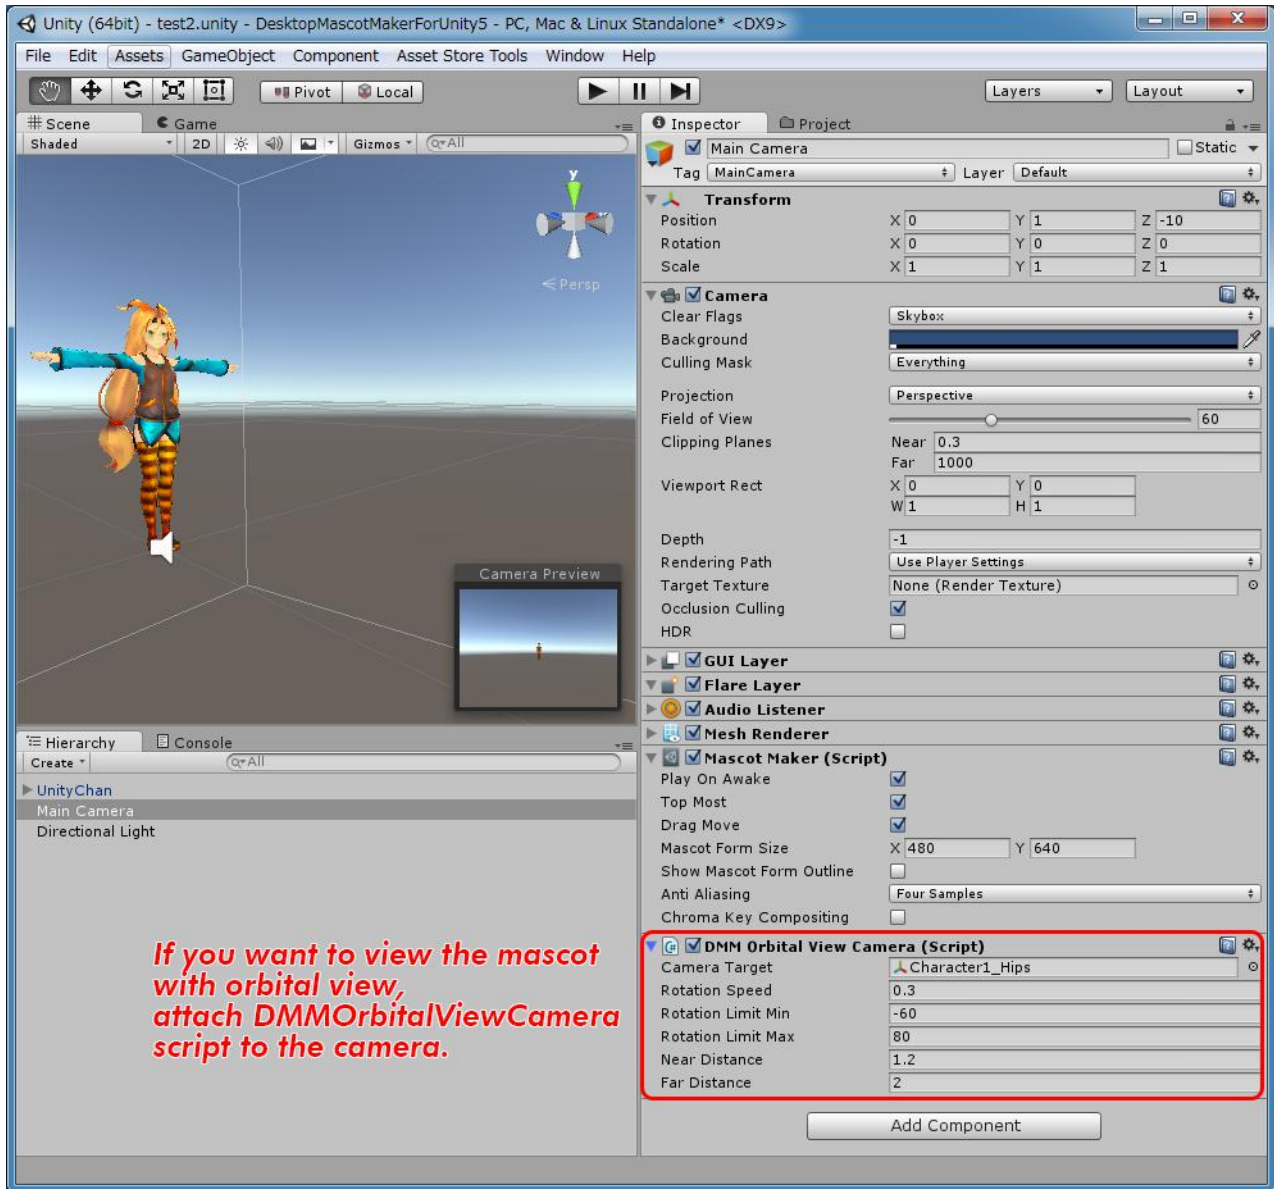 Unity (64bit) - test2.unity - DesktopMascotMakerForUnity5 - PC, Mac & Linux Standalone* <DX9>
File Edit Assets GameObject Component Asset Store Tools Window Help
Pivot Local Layers Layout
Scene Game
Shaded 2D Gizmos All
y
Persp
Camera Preview
Hierarchy Console
Create All
UnityChan
Main Camera
Directional Light
If you want to view the mascot
with orbital view,
attach DMMOrbitalViewCamera
script to the camera.
Inspector Project
Main Camera Static
Tag MainCamera Layer Default
Transform
Position X 0 Y 1 Z -10
Rotation X 0 Y 0 Z 0
Scale X 1 Y 1 Z 1
Camera
Clear Flags Skybox
Background
Culling Mask Everything
Projection Perspective
Field of View 60
Clipping Planes Near 0.3
Far 1000
Viewport Rect X 0 Y 0
W 1 H 1
Depth -1
Rendering Path Use Player Settings
Target Texture None (Render Texture)
Occlusion Culling
HDR
GUI Layer
Flare Layer
Audio Listener
Mesh Renderer
Mascot Maker (Script)
Play On Awake
Top Most
Drag Move
Mascot Form Size X 480 Y 640
Show Mascot Form Outline
Anti Aliasing Four Samples
Chroma Key Compositing
DMM Orbital View Camera (Script)
Camera Target Character1_Hips
Rotation Speed 0.3
Rotation Limit Min -60
Rotation Limit Max 80
Near Distance 1.2
Far Distance 2
Add Component